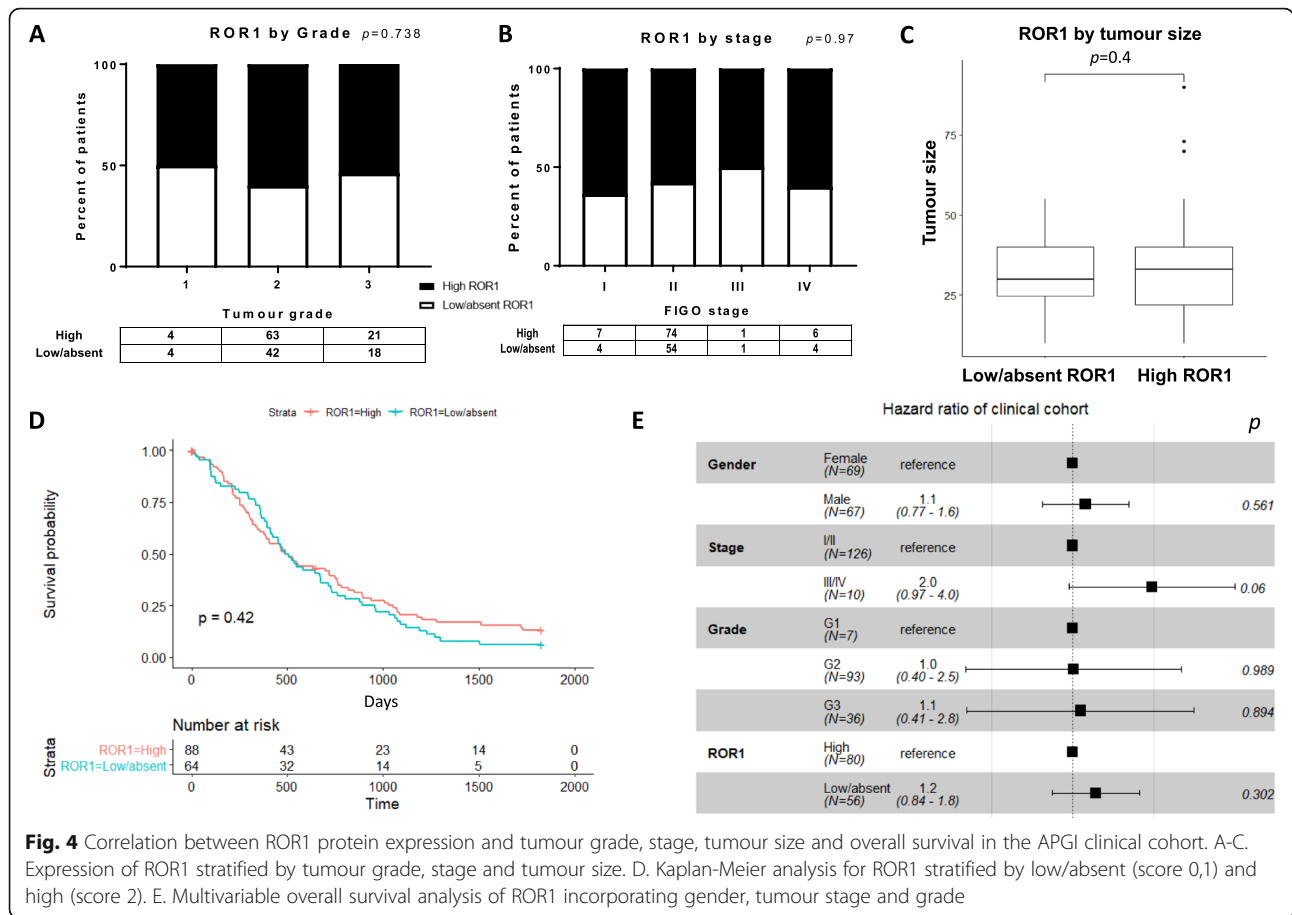 A
ROR1 by Grade p=0.738
Percent of patients
100
50
0
1 2 3
Tumour grade
High ROR1
Low/absent ROR1
High 4 63 21
Low/absent 4 42 18
B
ROR1 by stage p=0.97
Percent of patients
100
50
0
I II III IV
FIGO stage
High 7 74 1 6
Low/absent 4 54 1 4
C
ROR1 by tumour size
p=0.4
Tumour size
75
50
25
Low/absent ROR1 High ROR1
D
Strata ROR1=High ROR1=Low/absent
Survival probability
1.00
0.75
0.50
0.25
0.00
p = 0.42
0 500 1000 1500 2000
Days
Number at risk
Strata
ROR1=High 88 43 23 14 0
ROR1=Low/absent 64 32 14 5 0
0 500 1000 1500 2000
Time
E
Hazard ratio of clinical cohort
p
Gender Female reference
(N=69)
Male 1.1
(N=67) (0.77 - 1.6) 0.561
Stage I/II reference
(N=126)
III/IV 2.0
(N=10) (0.97 - 4.0) 0.06
Grade G1 reference
(N=7)
G2 1.0
(N=93) (0.40 - 2.5) 0.989
G3 1.1
(N=36) (0.41 - 2.8) 0.894
ROR1 High reference
(N=80)
Low/absent 1.2
(N=56) (0.84 - 1.8) 0.302
Fig. 4 Correlation between ROR1 protein expression and tumour grade, stage, tumour size and overall survival in the APGI clinical cohort. A-C.
Expression of ROR1 stratified by tumour grade, stage and tumour size. D. Kaplan-Meier analysis for ROR1 stratified by low/absent (score 0,1) and
high (score 2). E. Multivariable overall survival analysis of ROR1 incorporating gender, tumour stage and grade